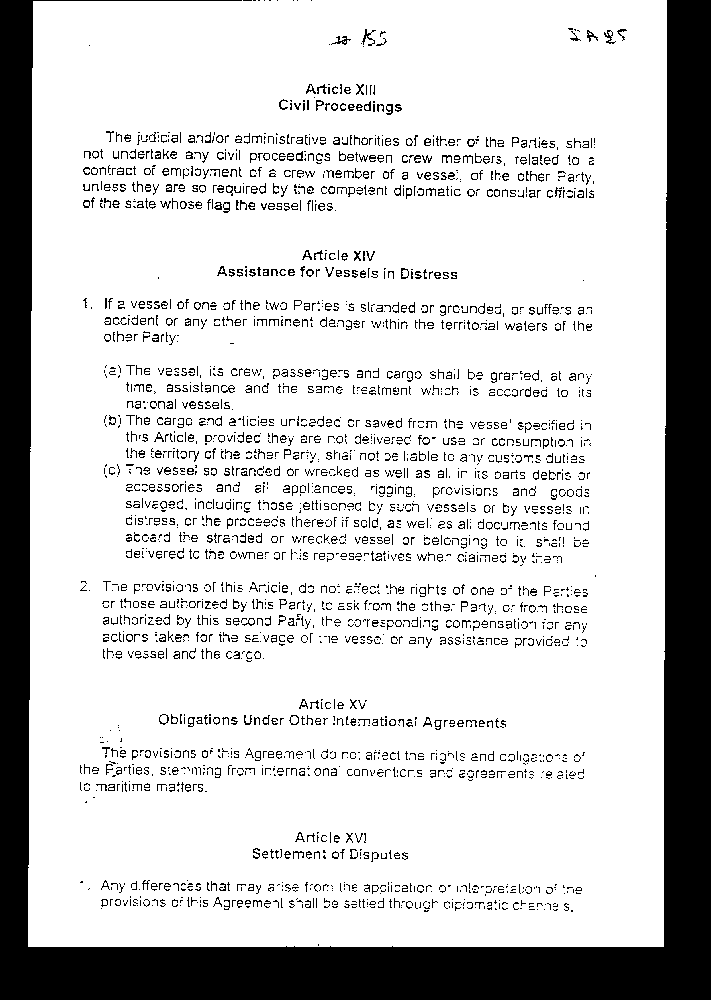 13 155
IA 25
Article XIII
Civil Proceedings
The judicial and/or administrative authorities of either of the Parties, shall
not undertake any civil proceedings between crew members, related to a
contract of employment of a crew member of a vessel, of the other Party,
unless they are so required by the competent diplomatic or consular officials
of the state whose flag the vessel flies.
Article XIV
Assistance for Vessels in Distress
1. If a vessel of one of the two Parties is stranded or grounded, or suffers an
accident or any other imminent danger within the territorial waters of the
other Party:
(a) The vessel, its crew, passengers and cargo shall be granted, at any
time, assistance and the same treatment which is accorded to its
national vessels.
(b) The cargo and articles unloaded or saved from the vessel specified in
this Article, provided they are not delivered for use or consumption in
the territory of the other Party, shall not be liable to any customs duties.
(c) The vessel so stranded or wrecked as well as all in its parts debris or
accessories and all appliances, rigging, provisions and goods
salvaged, including those jettisoned by such vessels or by vessels in
distress, or the proceeds thereof if sold, as well as all documents found
aboard the stranded or wrecked vessel or belonging to it, shall be
delivered to the owner or his representatives when claimed by them.
2. The provisions of this Article, do not affect the rights of one of the Parties
or those authorized by this Party, to ask from the other Party, or from those
authorized by this second Party, the corresponding compensation for any
actions taken for the salvage of the vessel or any assistance provided to
the vessel and the cargo.
Article XV
Obligations Under Other International Agreements
The provisions of this Agreement do not affect the rights and obligations of
the Parties, stemming from international conventions and agreements related
to maritime matters.
Article XVI
Settlement of Disputes
1. Any differences that may arise from the application or interpretation of the
provisions of this Agreement shall be settled through diplomatic channels.